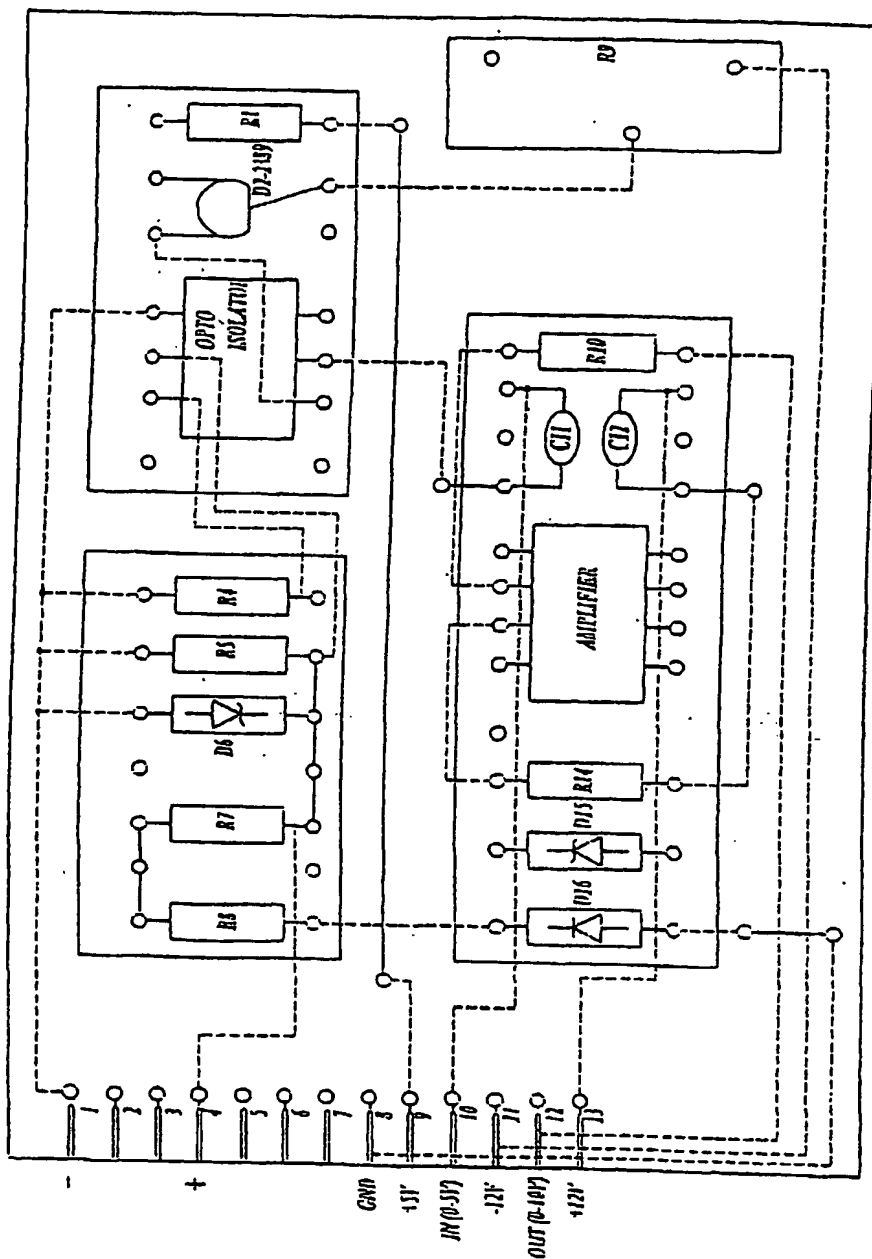 R9
R1
D2-2489
OPTO
ISOLATOR
R10
C11
C12
R4
R5
D6
AMPLIFIER
R7
D15
R14
R8
D16
-
1
2
3
+
4
5
6
7
GND
8
+5V
9
IN (0-5V)
10
-12V
11
OUT (0-10V)
12
+12V
13